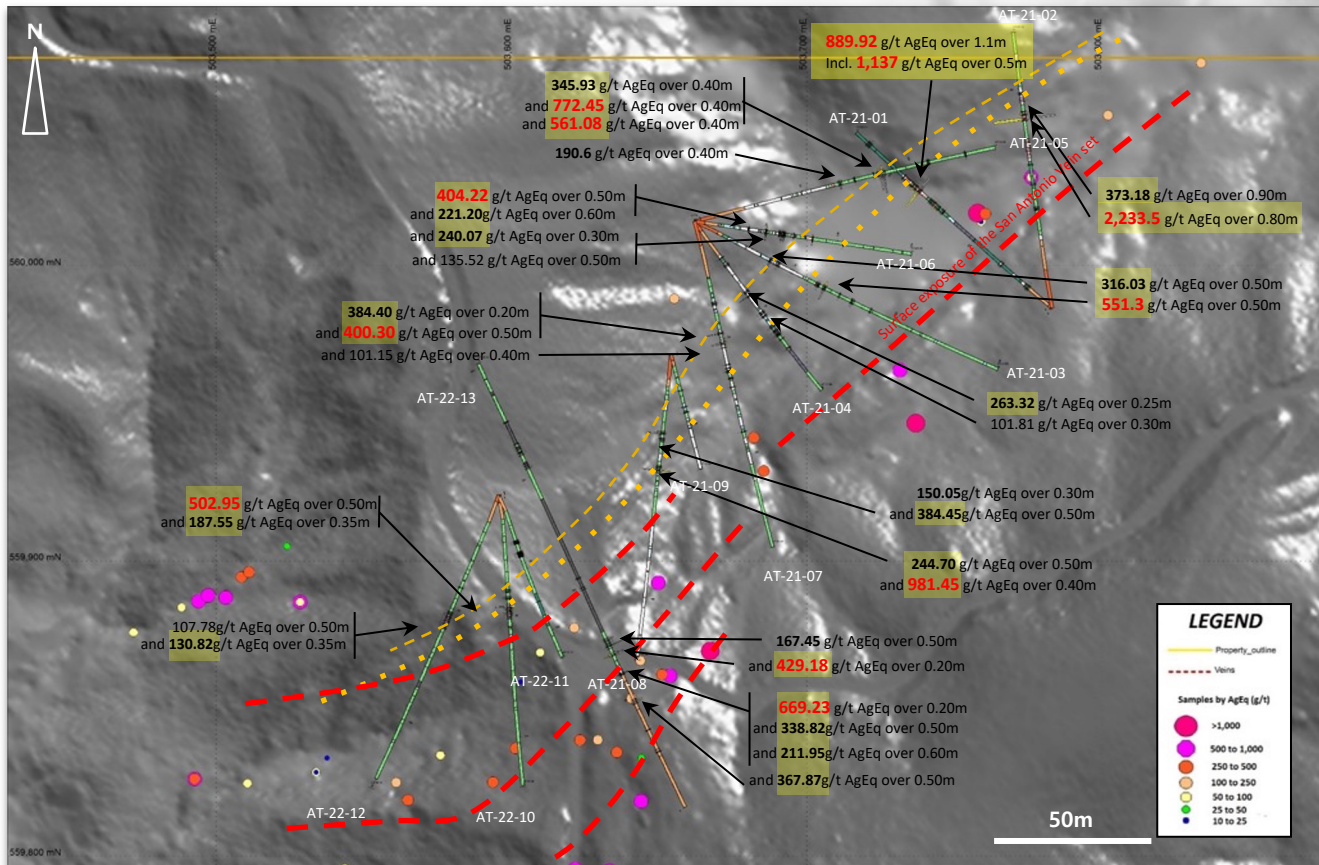 N
503,500 mE
503,600 mE
503,700 mE
AT-21-02
889.92 g/t AgEq over 1.1m
Incl. 1,137 g/t AgEq over 0.5m
345.93 g/t AgEq over 0.40m
and 772.45 g/t AgEq over 0.40m
and 561.08 g/t AgEq over 0.40m
190.6 g/t AgEq over 0.40m
AT-21-01
AT-21-05
373.18 g/t AgEq over 0.90m
2,233.5 g/t AgEq over 0.80m
404.22 g/t AgEq over 0.50m
and 221.20g/t AgEq over 0.60m
and 240.07 g/t AgEq over 0.30m
and 135.52 g/t AgEq over 0.50m
560,000 mN
AT-21-06
Surface exposure of the San Antonio Vein set
316.03 g/t AgEq over 0.50m
551.3 g/t AgEq over 0.50m
384.40 g/t AgEq over 0.20m
and 400.30 g/t AgEq over 0.50m
and 101.15 g/t AgEq over 0.40m
AT-22-13
AT-21-03
AT-21-04
263.32 g/t AgEq over 0.25m
101.81 g/t AgEq over 0.30m
AT-21-09
502.95 g/t AgEq over 0.50m
and 187.55 g/t AgEq over 0.35m
150.05g/t AgEq over 0.30m
and 384.45g/t AgEq over 0.50m
559,900 mN
AT-21-07
244.70 g/t AgEq over 0.50m
and 981.45 g/t AgEq over 0.40m
107.78g/t AgEq over 0.50m
and 130.82g/t AgEq over 0.35m
167.45 g/t AgEq over 0.50m
and 429.18 g/t AgEq over 0.20m
AT-22-11
AT-21-08
669.23 g/t AgEq over 0.20m
and 338.82g/t AgEq over 0.50m
and 211.95g/t AgEq over 0.60m
and 367.87g/t AgEq over 0.50m
AT-22-12
AT-22-10
50m
559,800 mN
LEGEND
Property_outline
Veins
Samples by AgEq (g/t)
>1,000
500 to 1,000
250 to 500
100 to 250
50 to 100
25 to 50
10 to 25